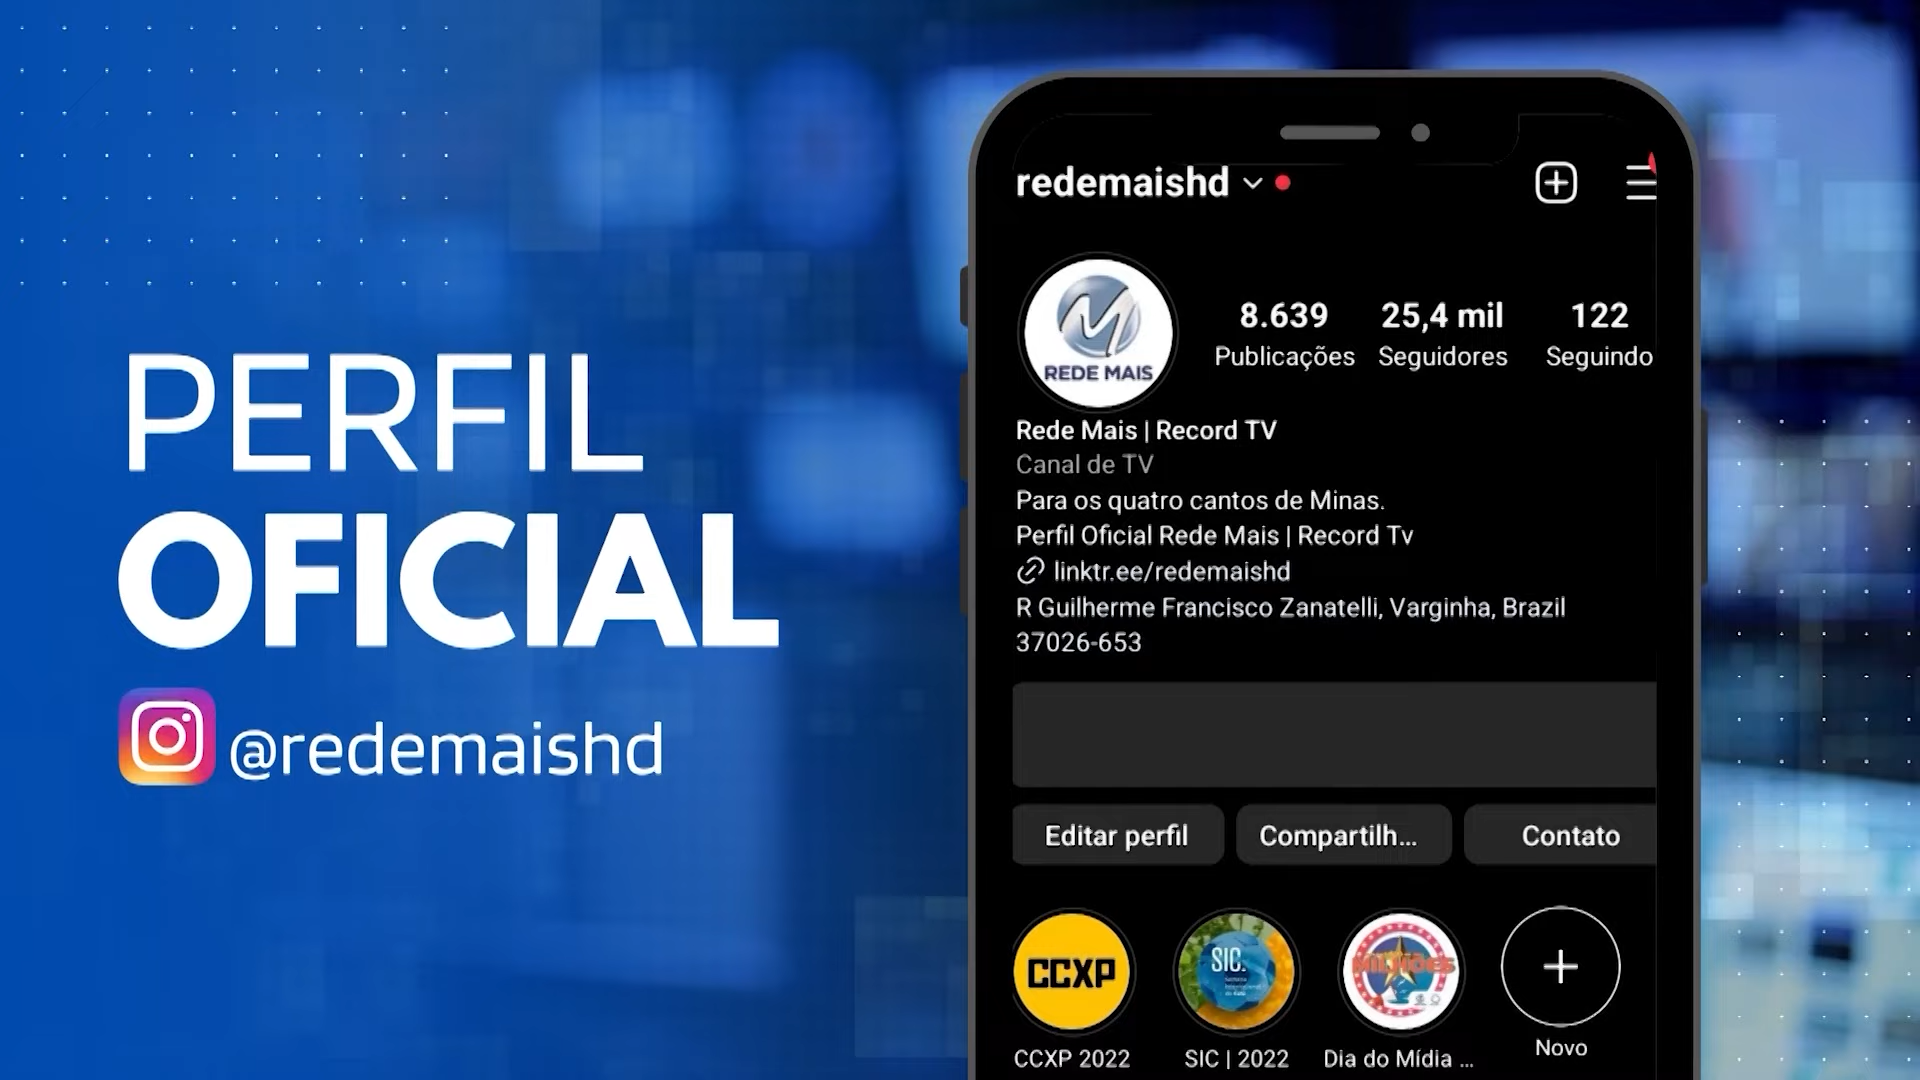 PERFIL
OFICIAL
@redemaishd
redemaishd
REDE MAIS
8.639 25,4 mil 122
Publicações Seguidores Seguindo
Rede Mais | Record TV
Canal de TV
Para os quatro cantos de Minas.
Perfil Oficial Rede Mais | Record Tv
linktr.ee/redemaishd
R Guilherme Francisco Zanatelli, Varginha, Brazil
37026-653
Editar perfil Compartilh... Contato
CCXP SIC. MILHÕES
CCXP 2022 SIC | 2022 Dia do Mídia ... Novo